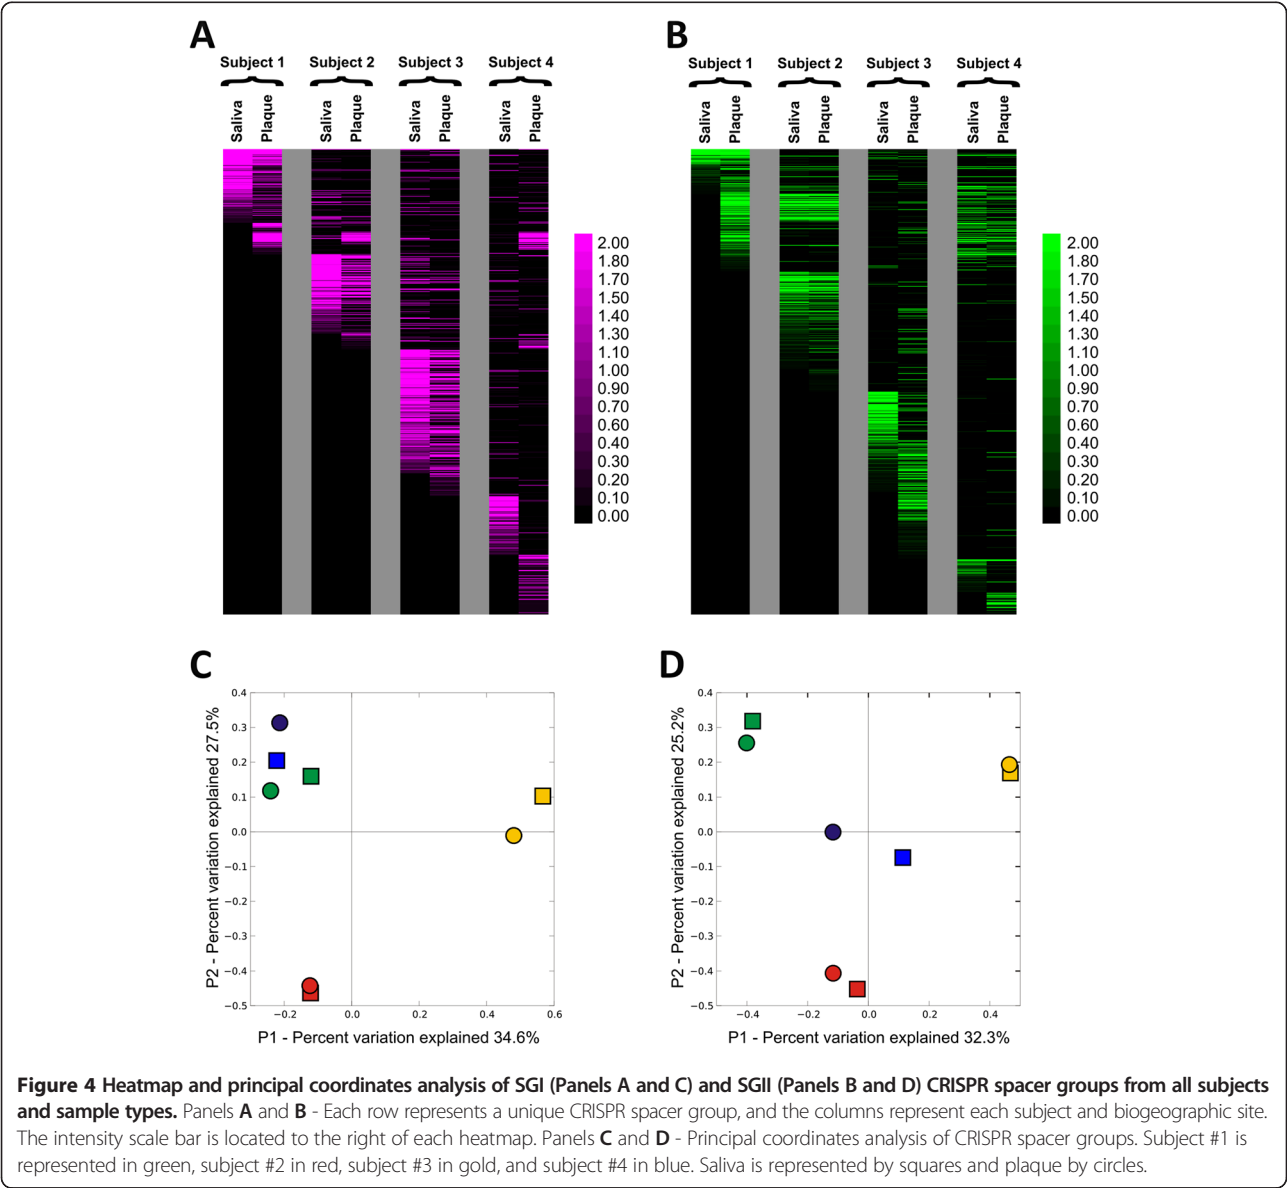 A
B
Subject 1 Subject 2 Subject 3 Subject 4
Subject 1 Subject 2 Subject 3 Subject 4
Saliva Plaque Saliva Plaque Saliva Plaque Saliva Plaque
Saliva Plaque Saliva Plaque Saliva Plaque Saliva Plaque
2.00
1.80
1.70
1.50
1.40
1.30
1.10
1.00
0.90
0.70
0.60
0.40
0.30
0.20
0.10
0.00
2.00
1.80
1.70
1.50
1.40
1.30
1.10
1.00
0.90
0.70
0.60
0.40
0.30
0.20
0.10
0.00
C
P2 - Percent variation explained 27.5%
0.4
0.3
0.2
0.1
0.0
−0.1
−0.2
−0.3
−0.4
−0.5
−0.2 0.0 0.2 0.4 0.6
P1 - Percent variation explained 34.6%
D
P2 - Percent variation explained 25.2%
0.4
0.3
0.2
0.1
0.0
−0.1
−0.2
−0.3
−0.4
−0.5
−0.4 −0.2 0.0 0.2 0.4
P1 - Percent variation explained 32.3%
Figure 4 Heatmap and principal coordinates analysis of SGI (Panels A and C) and SGII (Panels B and D) CRISPR spacer groups from all subjects
and sample types. Panels A and B - Each row represents a unique CRISPR spacer group, and the columns represent each subject and biogeographic site.
The intensity scale bar is located to the right of each heatmap. Panels C and D - Principal coordinates analysis of CRISPR spacer groups. Subject #1 is
represented in green, subject #2 in red, subject #3 in gold, and subject #4 in blue. Saliva is represented by squares and plaque by circles.